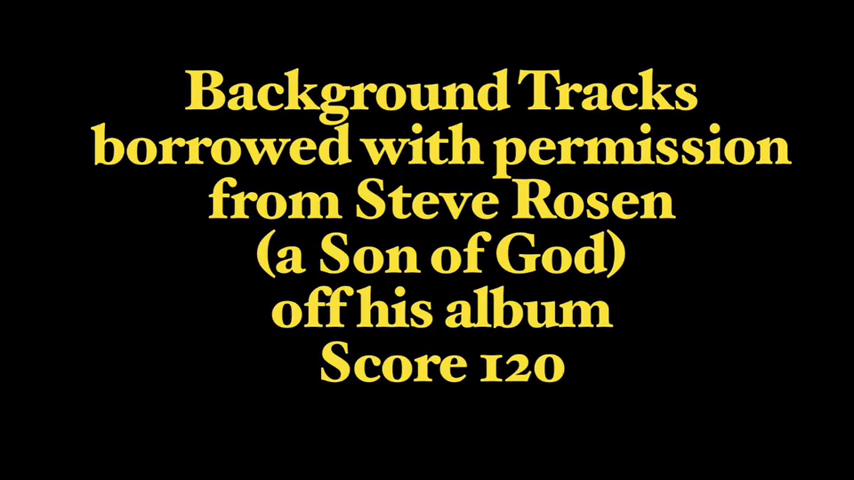 Background Tracks
borrowed with permission
from Steve Rosen
(a Son of God)
off his album
Score 120